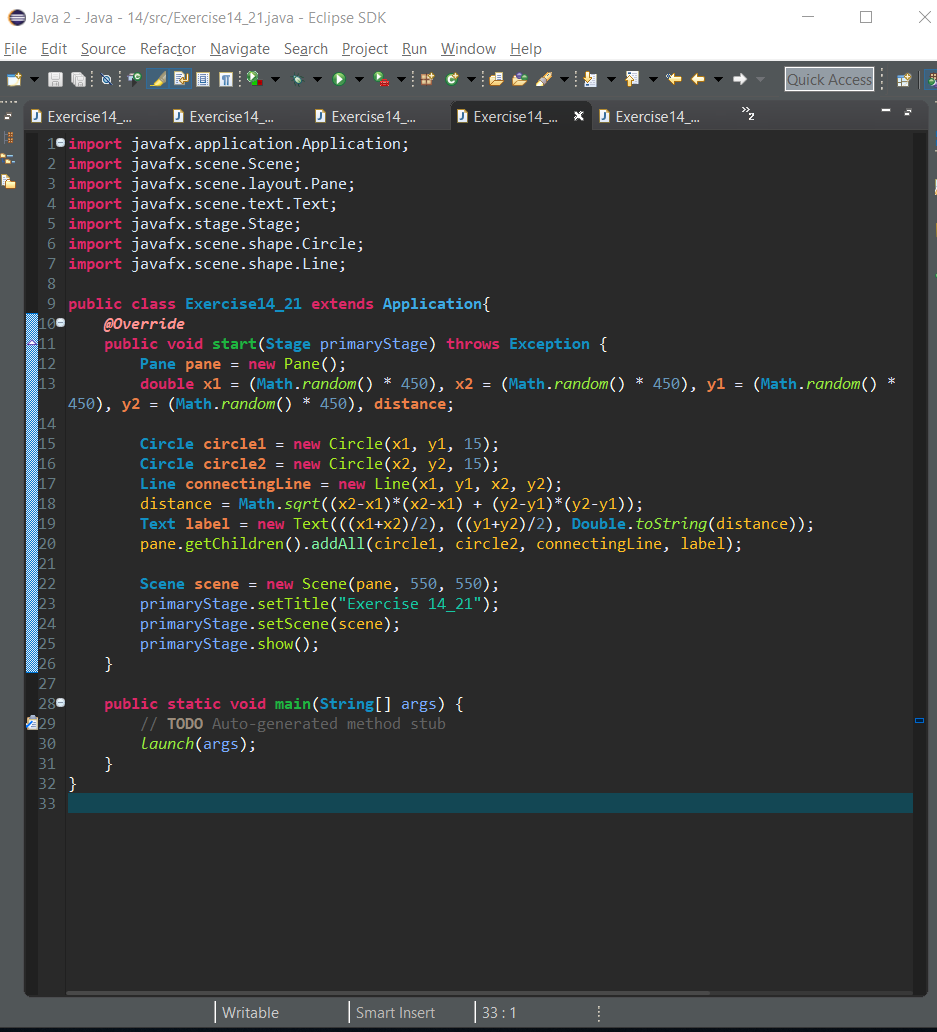 Java 2 - Java - 14/src/Exercise14_21.java - Eclipse SDK
File Edit Source Refactor Navigate Search Project Run Window Help
Quick Access
Exercise14_... Exercise14_... Exercise14_... Exercise14_... Exercise14_... »2
1 import javafx.application.Application;
2 import javafx.scene.Scene;
3 import javafx.scene.layout.Pane;
4 import javafx.scene.text.Text;
5 import javafx.stage.Stage;
6 import javafx.scene.shape.Circle;
7 import javafx.scene.shape.Line;
8
9 public class Exercise14_21 extends Application{
10 @Override
11 public void start(Stage primaryStage) throws Exception {
12 Pane pane = new Pane();
13 double x1 = (Math.random() * 450), x2 = (Math.random() * 450), y1 = (Math.random() *
450), y2 = (Math.random() * 450), distance;
14
15 Circle circle1 = new Circle(x1, y1, 15);
16 Circle circle2 = new Circle(x2, y2, 15);
17 Line connectingLine = new Line(x1, y1, x2, y2);
18 distance = Math.sqrt((x2-x1)*(x2-x1) + (y2-y1)*(y2-y1));
19 Text label = new Text(((x1+x2)/2), ((y1+y2)/2), Double.toString(distance));
20 pane.getChildren().addAll(circle1, circle2, connectingLine, label);
21
22 Scene scene = new Scene(pane, 550, 550);
23 primaryStage.setTitle("Exercise 14_21");
24 primaryStage.setScene(scene);
25 primaryStage.show();
26 }
27
28 public static void main(String[] args) {
29 // TODO Auto-generated method stub
30 launch(args);
31 }
32 }
33
Writable Smart Insert 33 : 1